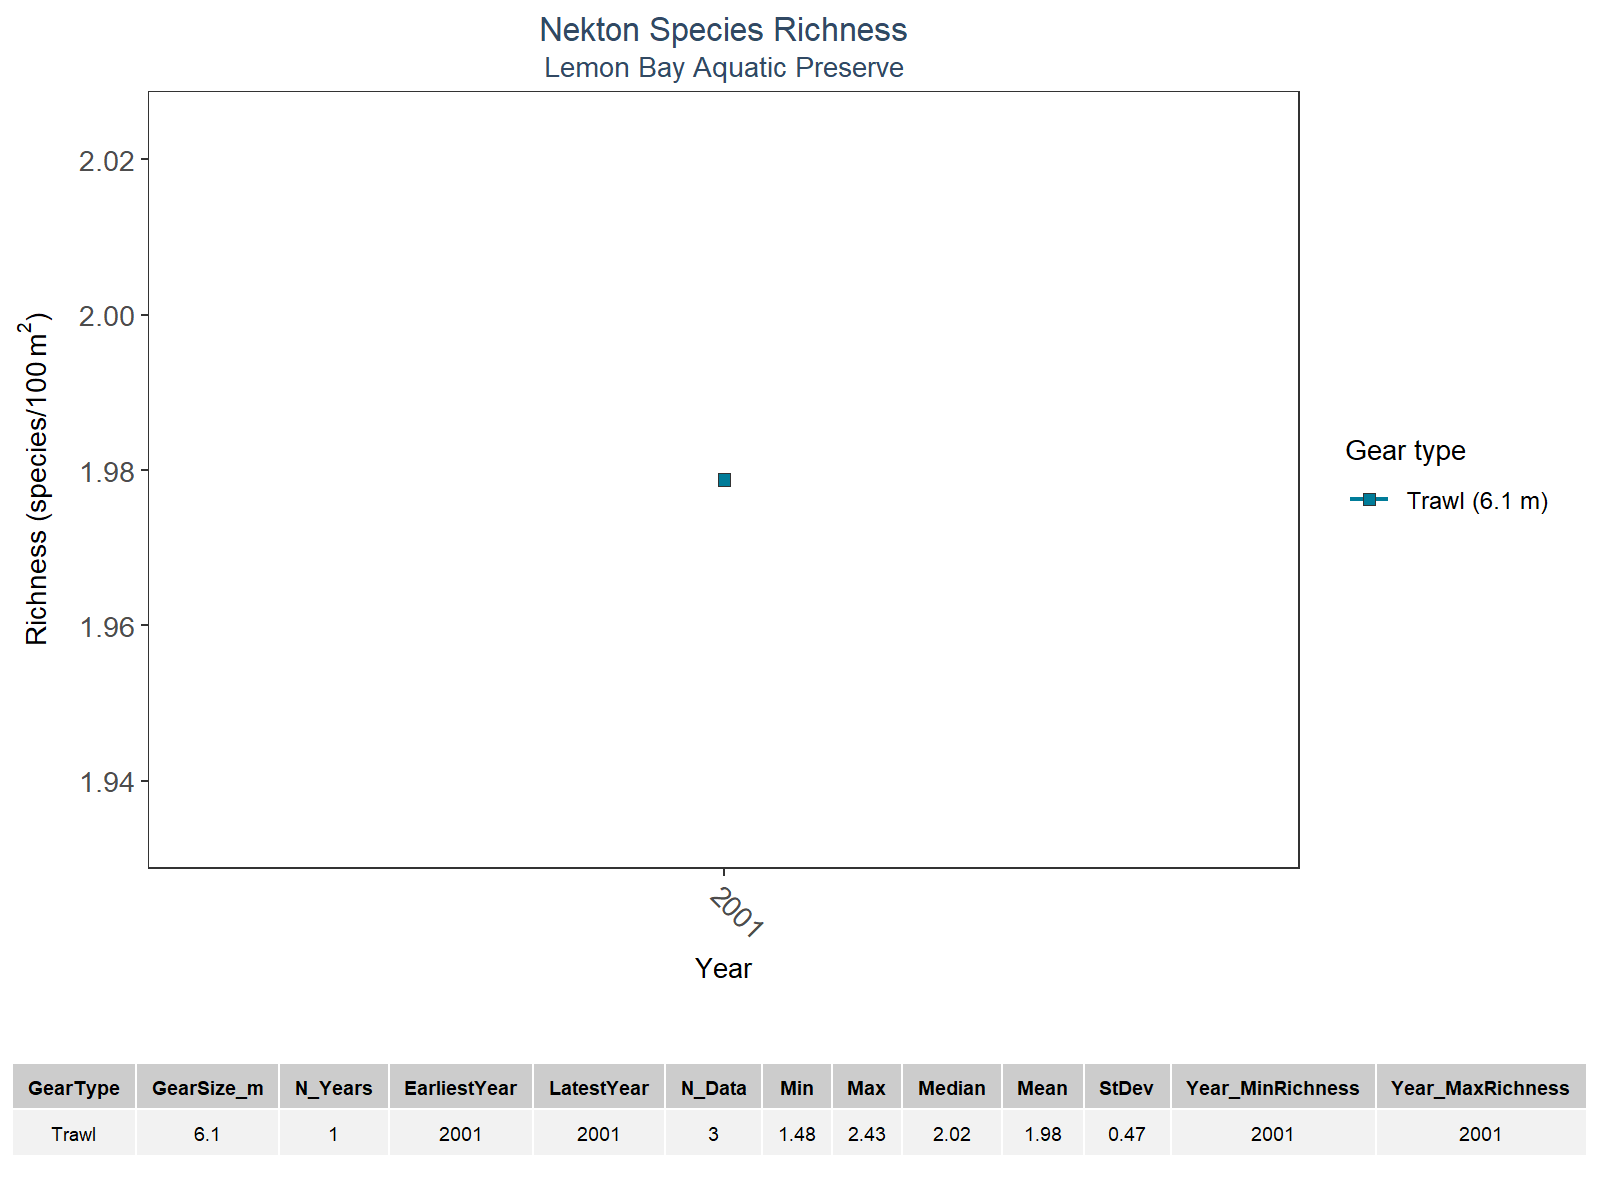 Nekton Species Richness
Lemon Bay Aquatic Preserve
2.02
2.00
1.98
1.96
1.94
Richness (species/100 m²)
2001
Year
Gear type
Trawl (6.1 m)
GearType GearSize_m N_Years EarliestYear LatestYear N_Data Min Max Median Mean StDev Year_MinRichness Year_MaxRichness
Trawl 6.1 1 2001 2001 3 1.48 2.43 2.02 1.98 0.47 2001 2001